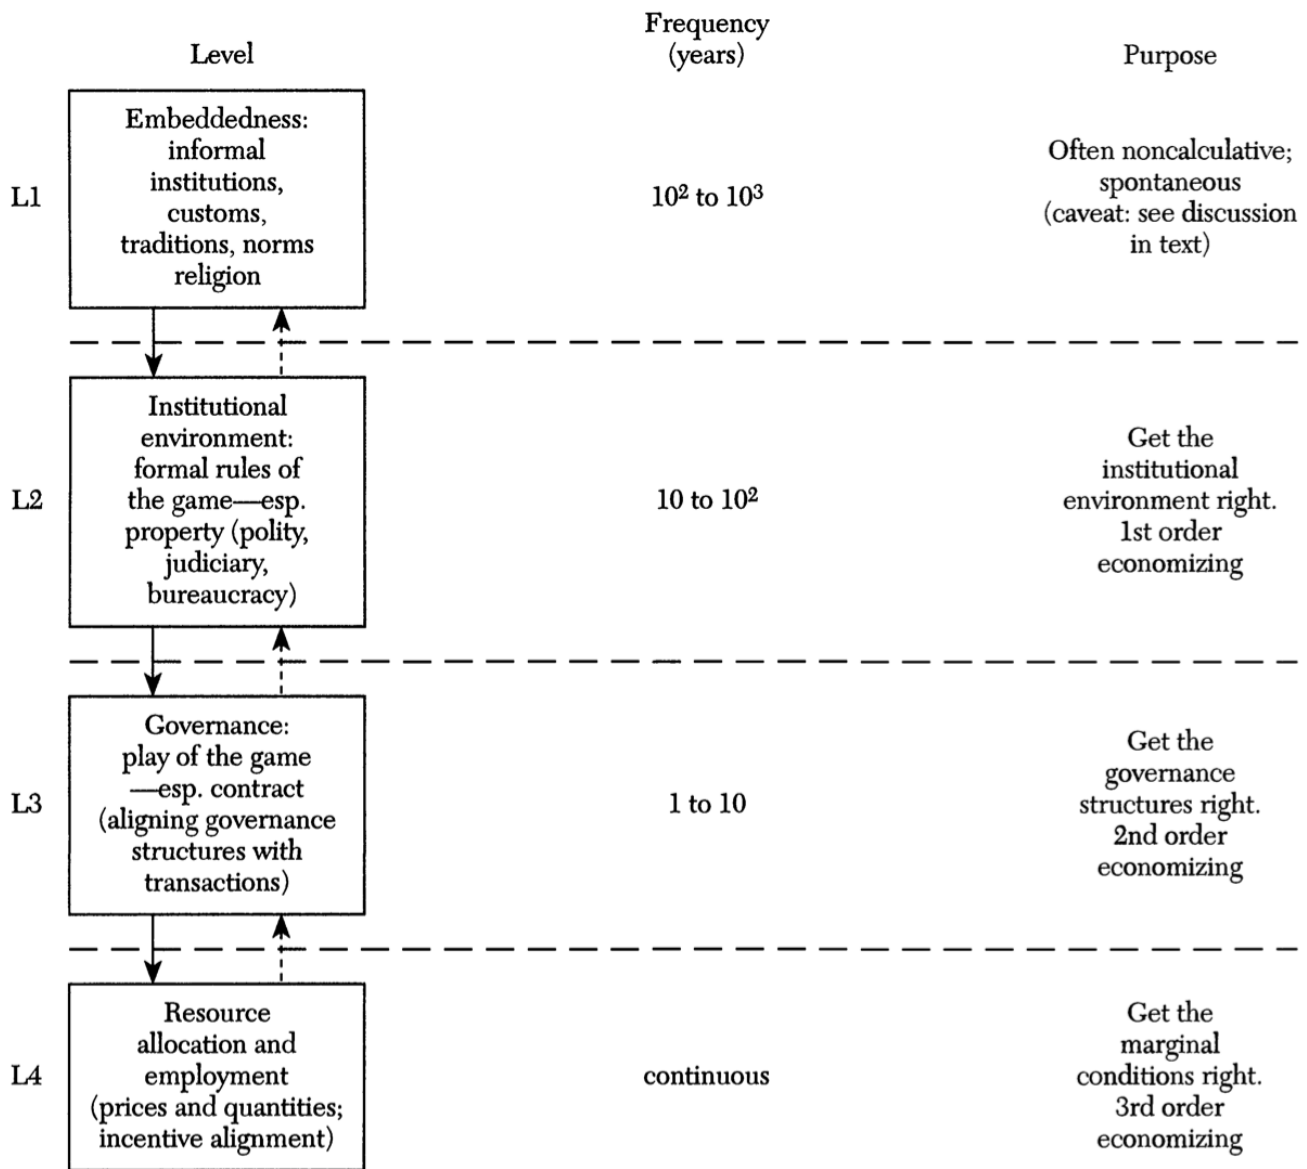 Level
Frequency
(years)
Purpose
L1
Embeddedness:
informal
institutions,
customs,
traditions, norms
religion
10² to 10³
Often noncalculative;
spontaneous
(caveat: see discussion
in text)
L2
Institutional
environment:
formal rules of
the game—esp.
property (polity,
judiciary,
bureaucracy)
10 to 10²
Get the
institutional
environment right.
1st order
economizing
L3
Governance:
play of the game
—esp. contract
(aligning governance
structures with
transactions)
1 to 10
Get the
governance
structures right.
2nd order
economizing
L4
Resource
allocation and
employment
(prices and quantities;
incentive alignment)
continuous
Get the
marginal
conditions right.
3rd order
economizing